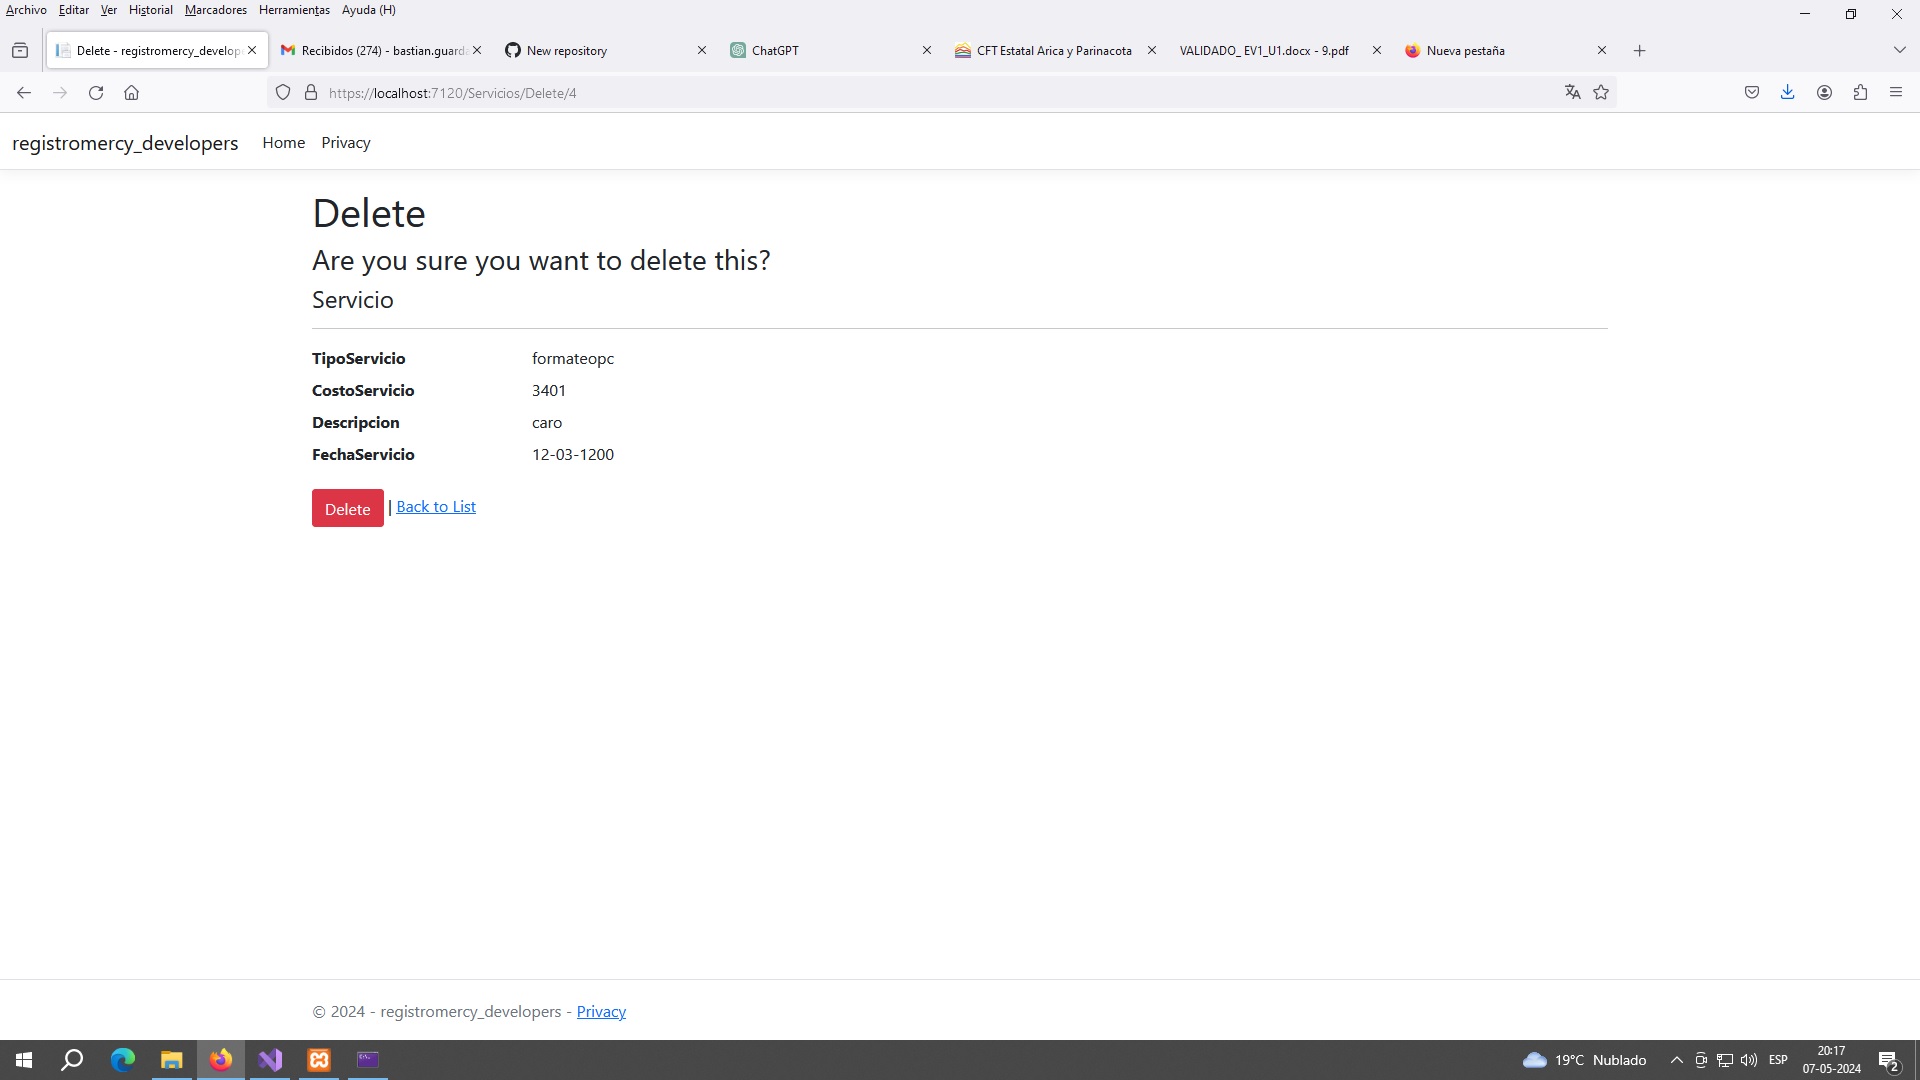 Archivo Editar Ver Historial Marcadores Herramientas Ayuda (H)
Delete - registromercy_develop
Recibidos (274) - bastian.guard
New repository
ChatGPT
CFT Estatal Arica y Parinacota
VALIDADO_ EV1_U1.docx - 9.pdf
Nueva pestaña
https://localhost:7120/Servicios/Delete/4
registromercy_developers Home Privacy
Delete
Are you sure you want to delete this?
Servicio
TipoServicio formateopc
CostoServicio 3401
Descripcion caro
FechaServicio 12-03-1200
Delete | Back to List
© 2024 - registromercy_developers - Privacy
19°C Nublado ESP 20:17
07-05-2024 2